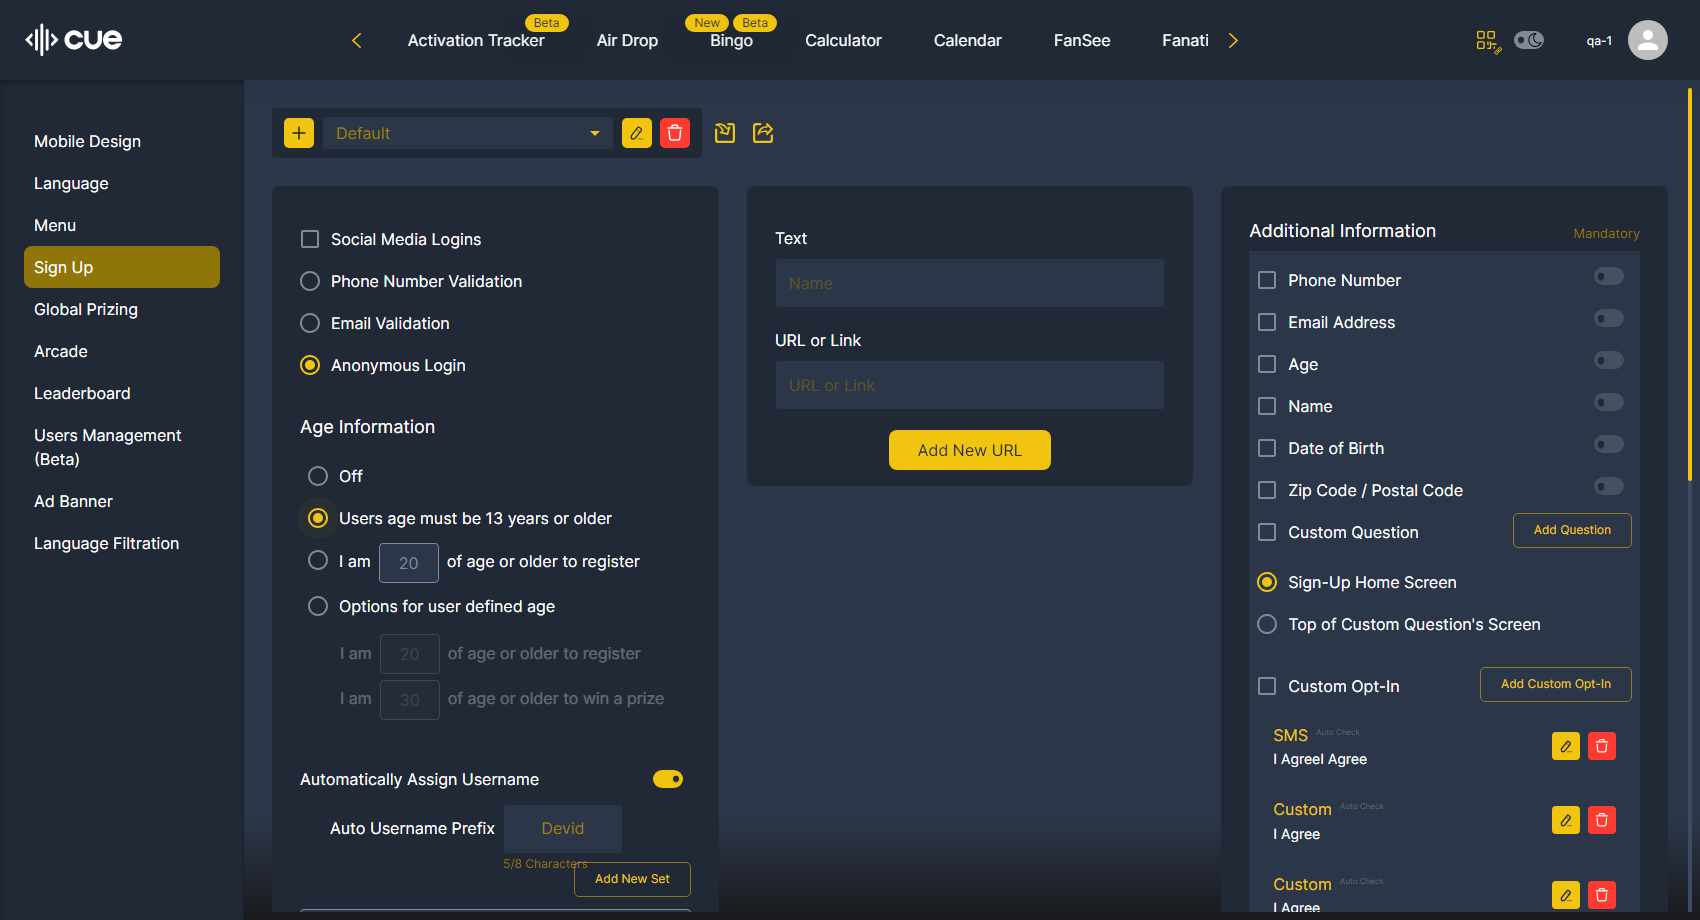 cue
Activation Tracker
Beta
Air Drop
New
Beta
Bingo
Calculator
Calendar
FanSee
Fanati
qa-1
Mobile Design
Language
Menu
Sign Up
Global Prizing
Arcade
Leaderboard
Users Management
(Beta)
Ad Banner
Language Filtration
Default
Social Media Logins
Phone Number Validation
Email Validation
Anonymous Login
Age Information
Off
Users age must be 13 years or older
I am 20 of age or older to register
Options for user defined age
I am 20 of age or older to register
I am 30 of age or older to win a prize
Automatically Assign Username
Auto Username Prefix Devid
5/8 Characters
Add New Set
Text
Name
URL or Link
URL or Link
Add New URL
Additional Information Mandatory
Phone Number
Email Address
Age
Name
Date of Birth
Zip Code / Postal Code
Custom Question Add Question
Sign-Up Home Screen
Top of Custom Question's Screen
Custom Opt-In Add Custom Opt-In
SMS Auto Check
I AgreeI Agree
Custom Auto Check
I Agree
Custom Auto Check
I Agree